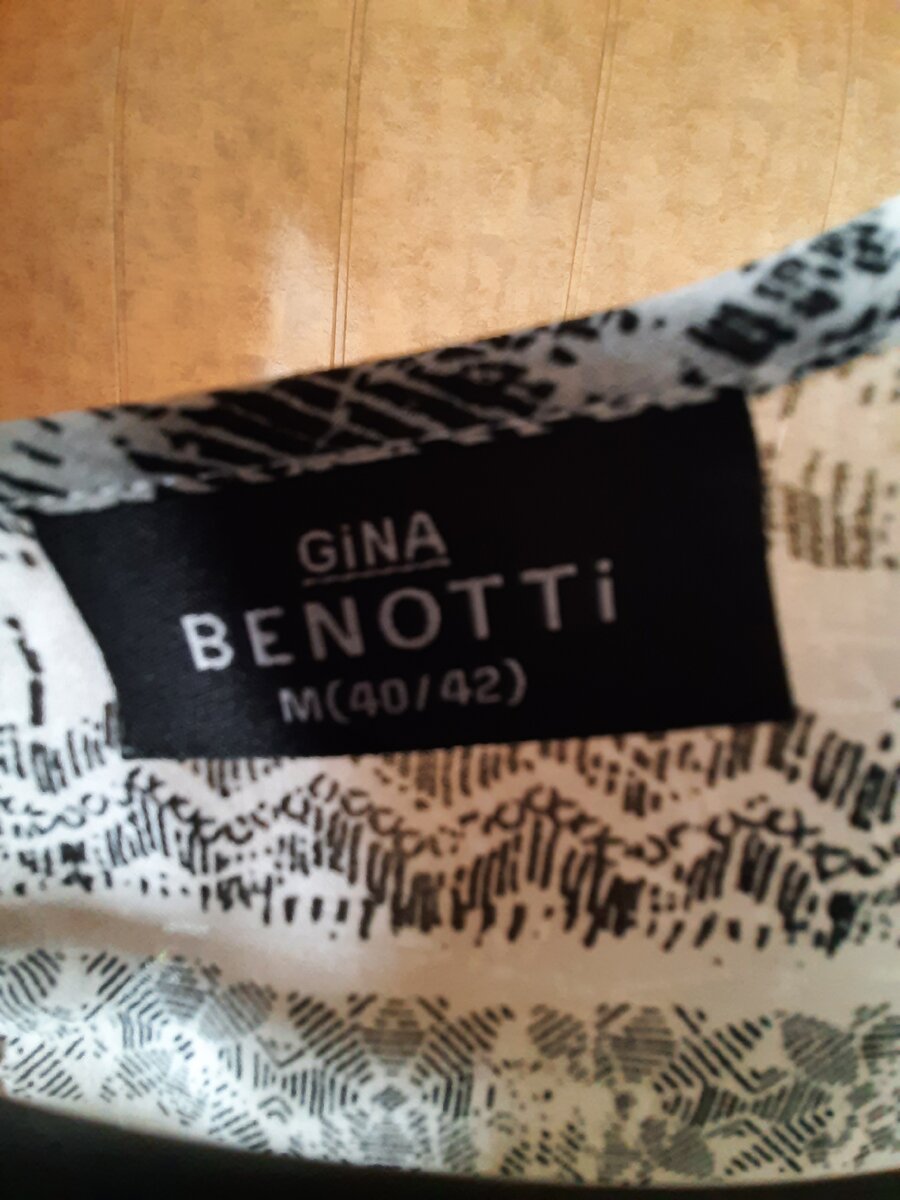 GiNA
BENOTTi
M(40/42)